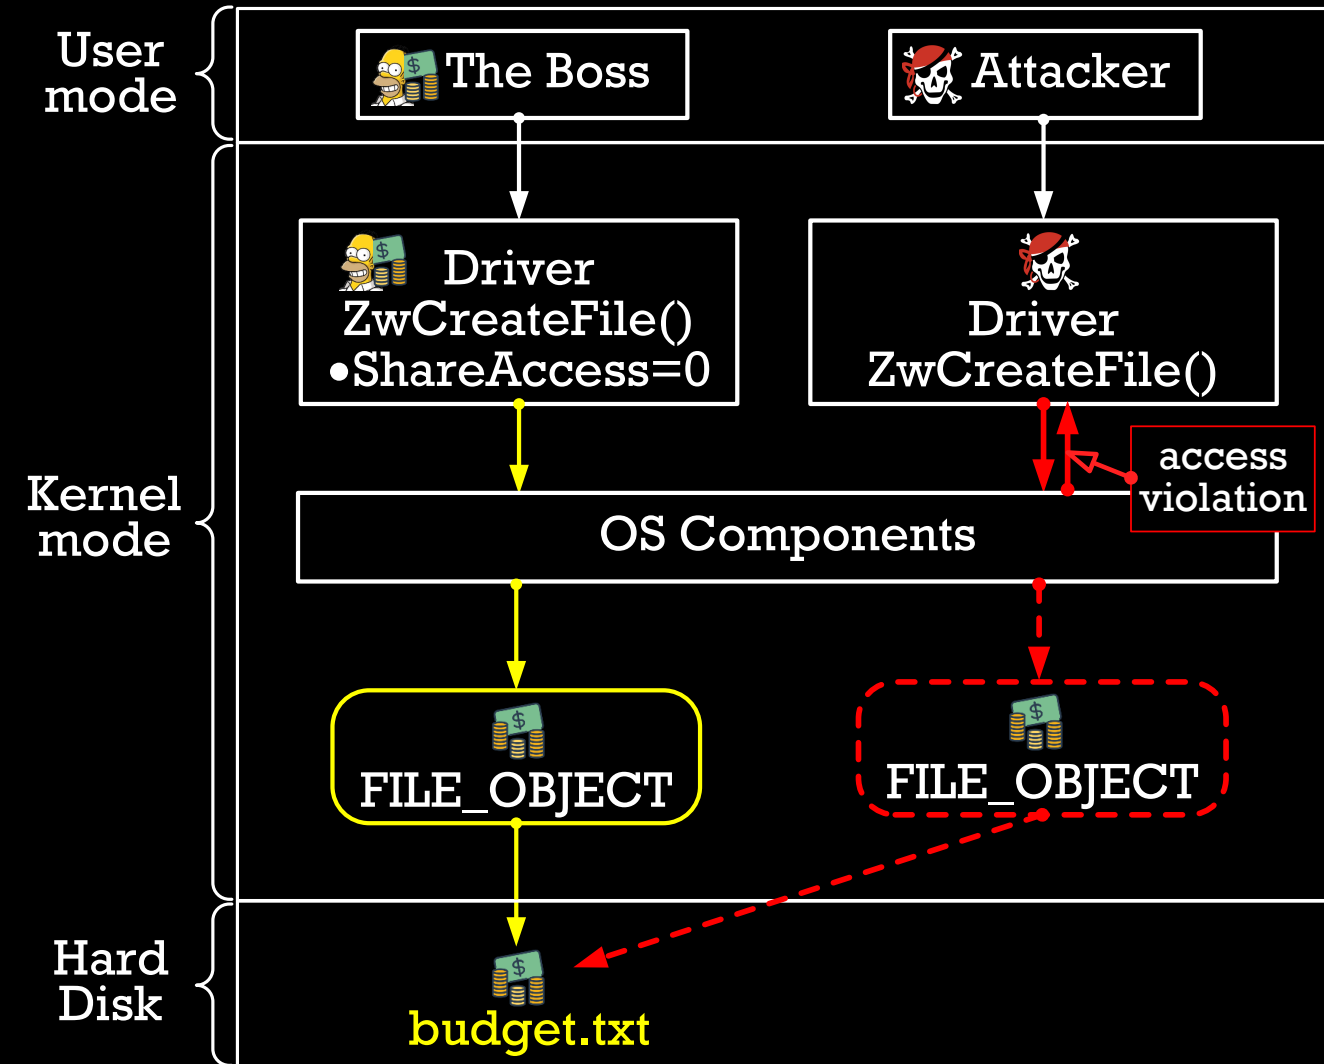 User
mode
The Boss
Attacker
Kernel
mode
Driver
ZwCreateFile()
•ShareAccess=0
Driver
ZwCreateFile()
access
violation
OS Components
FILE_OBJECT
FILE_OBJECT
Hard
Disk
budget.txt